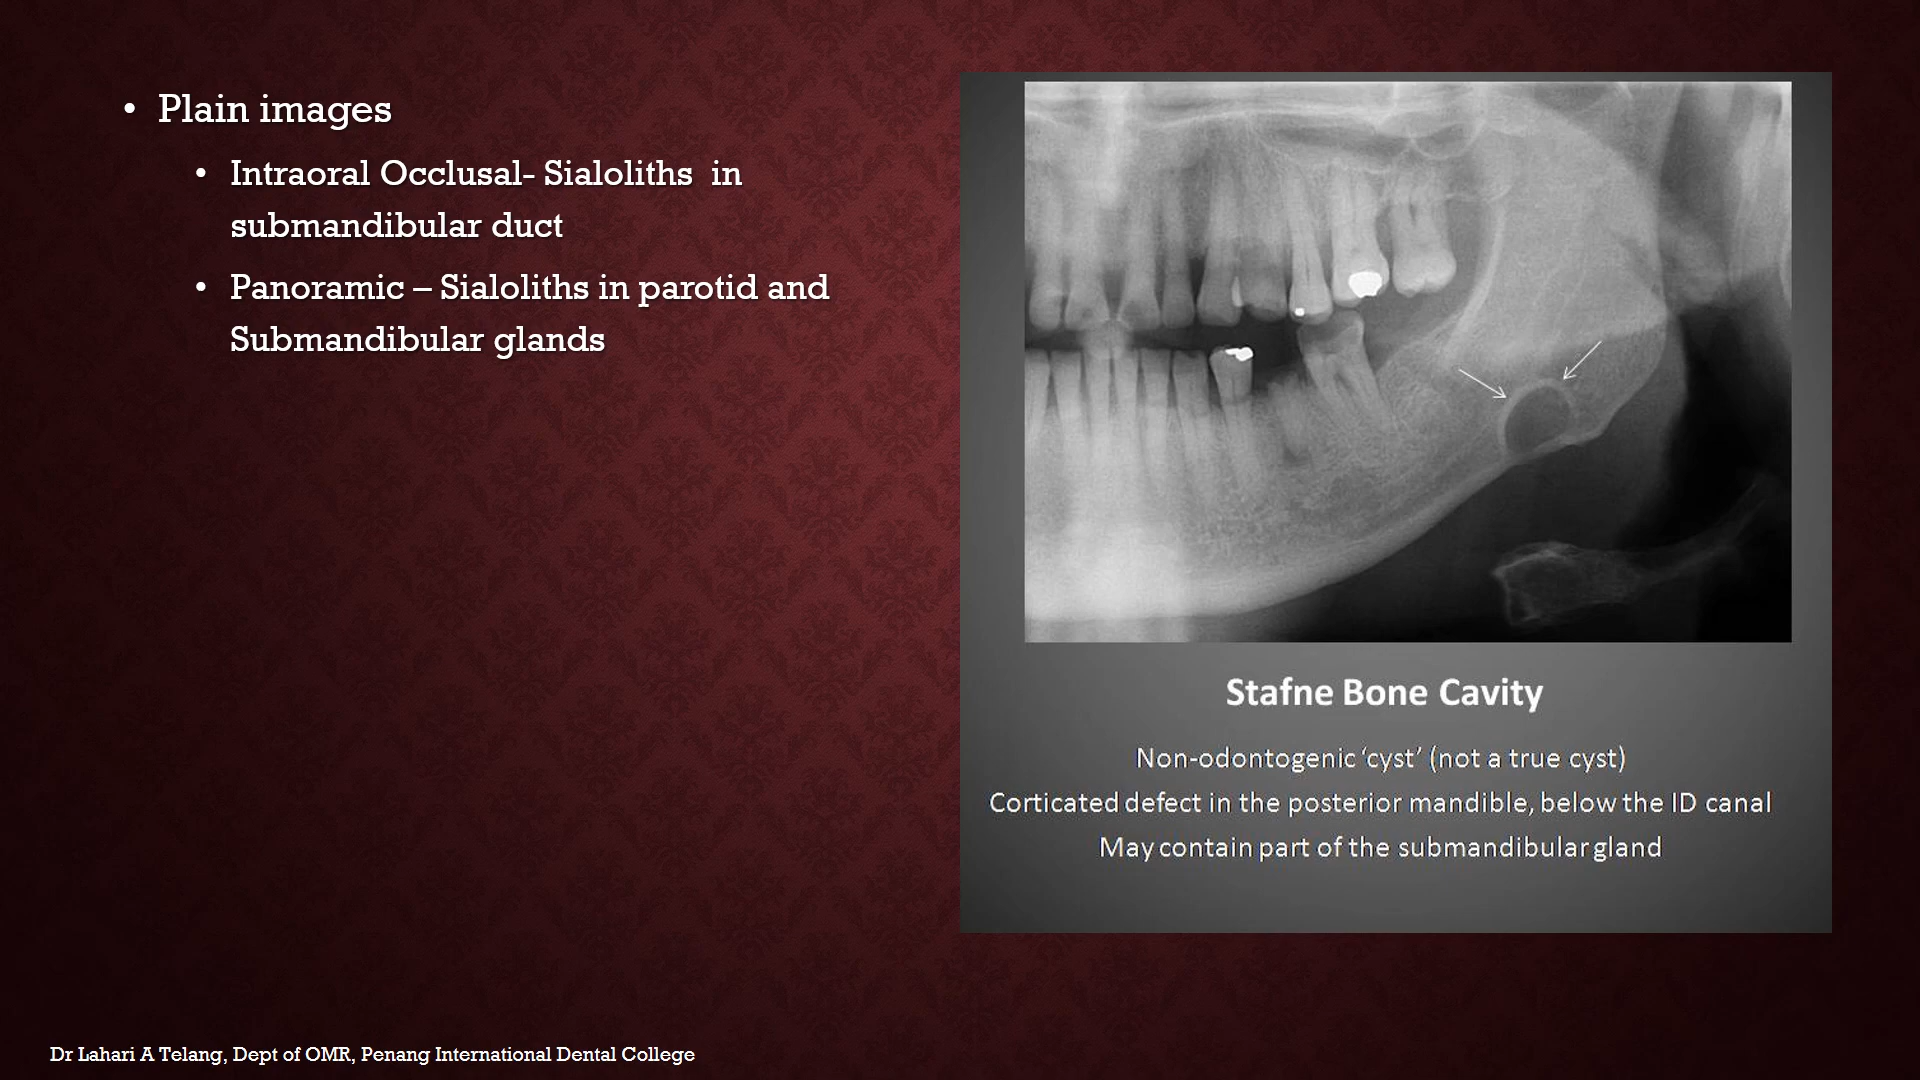 • Plain images
• Intraoral Occlusal- Sialoliths in
submandibular duct
• Panoramic – Sialoliths in parotid and
Submandibular glands
Stafne Bone Cavity
Non-odontogenic ‘cyst’ (not a true cyst)
Corticated defect in the posterior mandible, below the ID canal
May contain part of the submandibular gland
Dr Lahari A Telang, Dept of OMR, Penang International Dental College